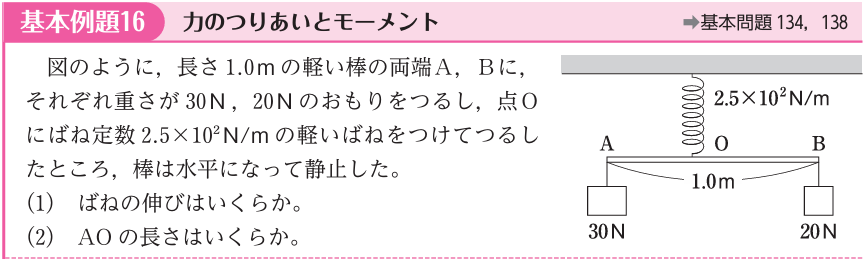 基本例題16 力のつりあいとモーメント ➡基本問題 134，138
図のように，長さ 1.0m の軽い棒の両端A，Bに，
それぞれ重さが 30N，20N のおもりをつるし，点O
にばね定数 2.5×10²N/m の軽いばねをつけてつるし
たところ，棒は水平になって静止した。
(1) ばねの伸びはいくらか。
(2) AO の長さはいくらか。
2.5×10²N/m
A O B
1.0m
30N 20N